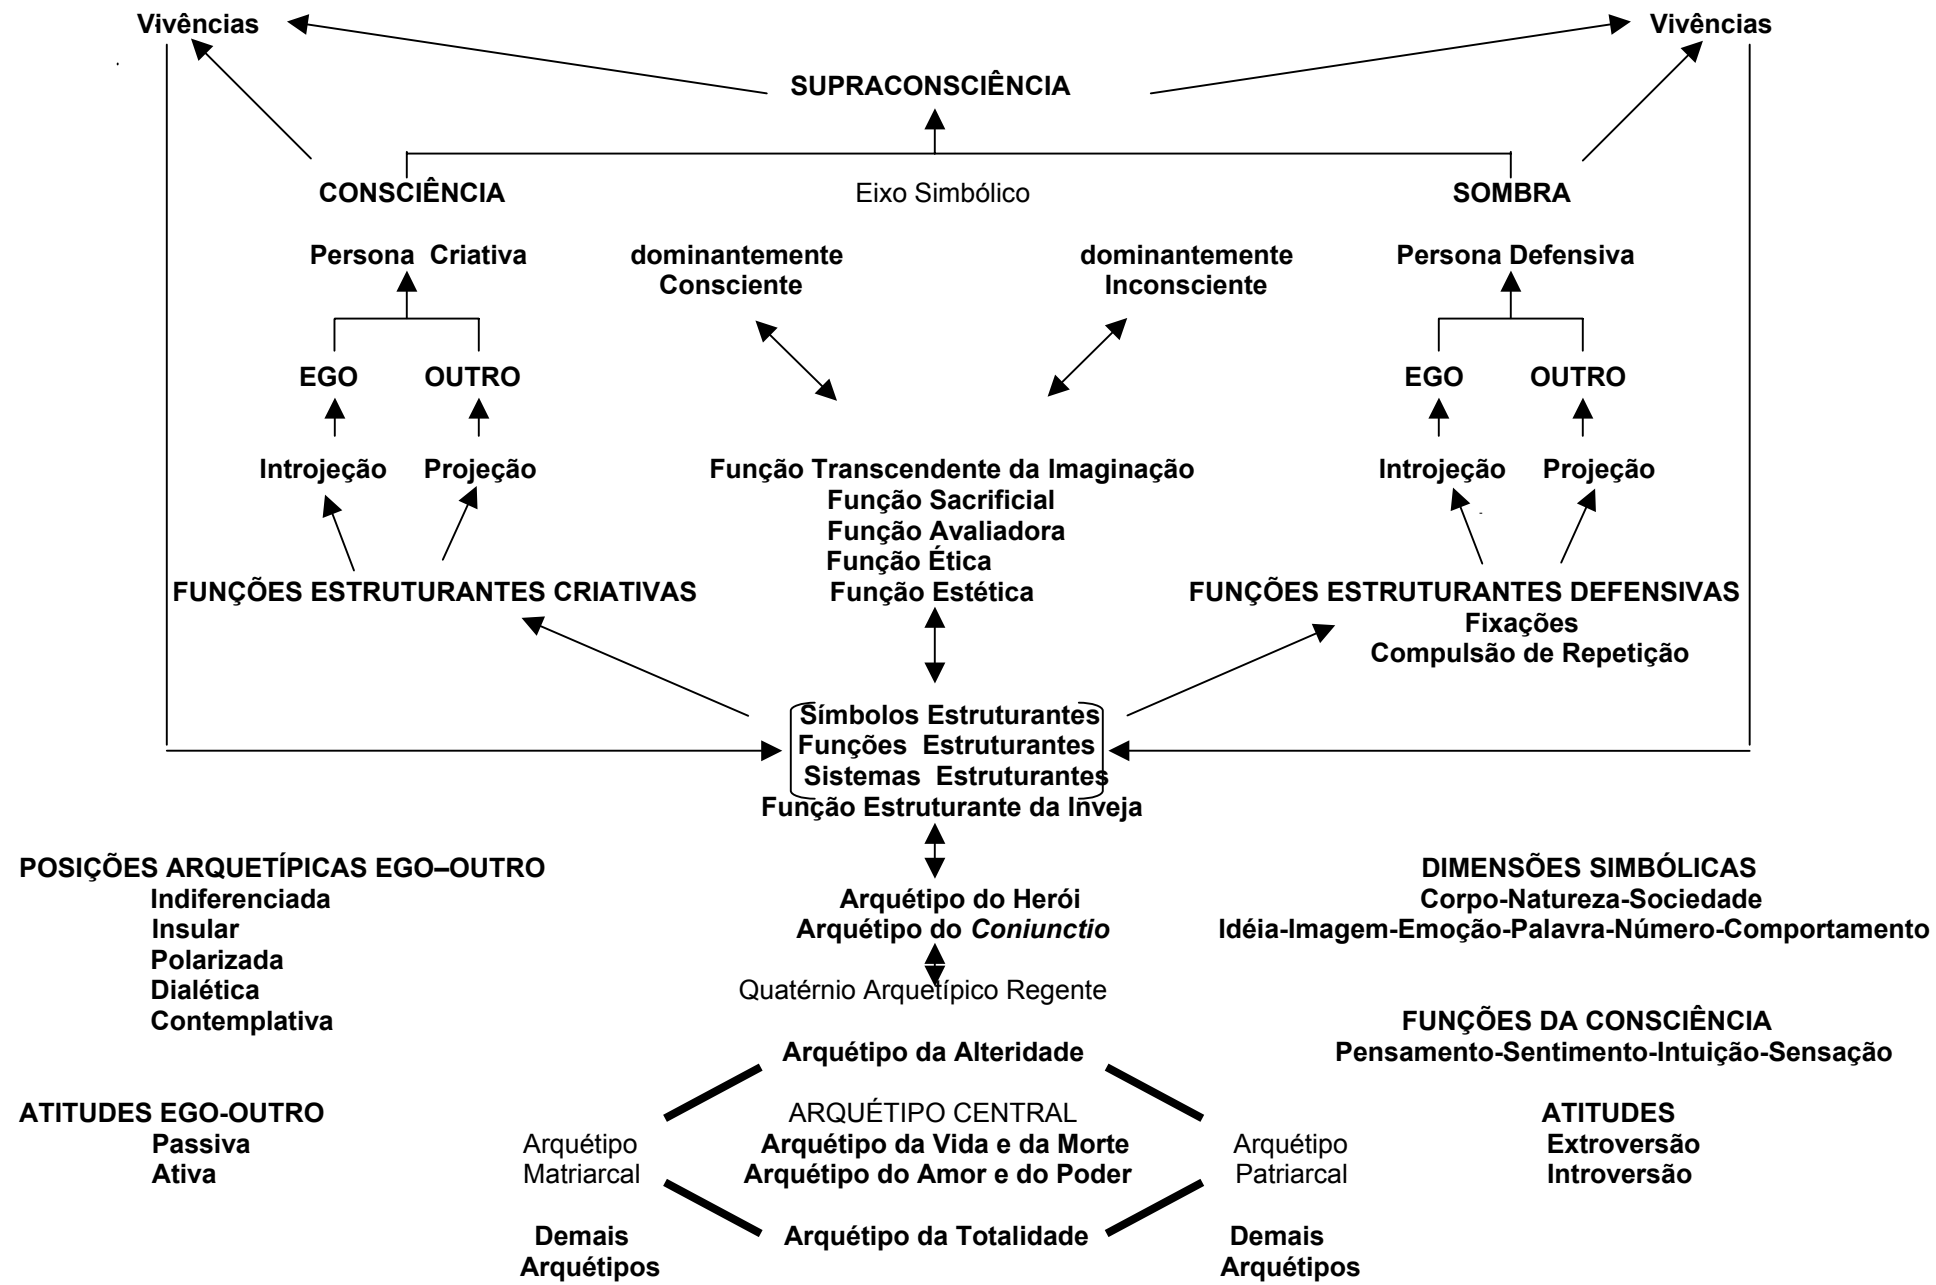 Vivências
Vivências
SUPRACONSCIÊNCIA
CONSCIÊNCIA
Eixo Simbólico
SOMBRA
Persona Criativa
dominantemente
Consciente
dominantemente
Inconsciente
Persona Defensiva
EGO
OUTRO
EGO
OUTRO
Introjeção
Projeção
Função Transcendente da Imaginação
Função Sacrificial
Função Avaliadora
Função Ética
Função Estética
Introjeção
Projeção
FUNÇÕES ESTRUTURANTES CRIATIVAS
FUNÇÕES ESTRUTURANTES DEFENSIVAS
Fixações
Compulsão de Repetição
Símbolos Estruturantes
Funções Estruturantes
Sistemas Estruturantes
Função Estruturante da Inveja
POSIÇÕES ARQUETÍPICAS EGO–OUTRO
Indiferenciada
Insular
Polarizada
Dialética
Contemplativa
Arquétipo do Herói
Arquétipo do Coniunctio
Quatérnio Arquetípico Regente
DIMENSÕES SIMBÓLICAS
Corpo-Natureza-Sociedade
Idéia-Imagem-Emoção-Palavra-Número-Comportamento
FUNÇÕES DA CONSCIÊNCIA
Pensamento-Sentimento-Intuição-Sensação
Arquétipo da Alteridade
ATITUDES EGO-OUTRO
Passiva
Ativa
Arquétipo
Matriarcal
ARQUÉTIPO CENTRAL
Arquétipo da Vida e da Morte
Arquétipo do Amor e do Poder
Arquétipo
Patriarcal
ATITUDES
Extroversão
Introversão
Demais
Arquétipos
Arquétipo da Totalidade
Demais
Arquétipos